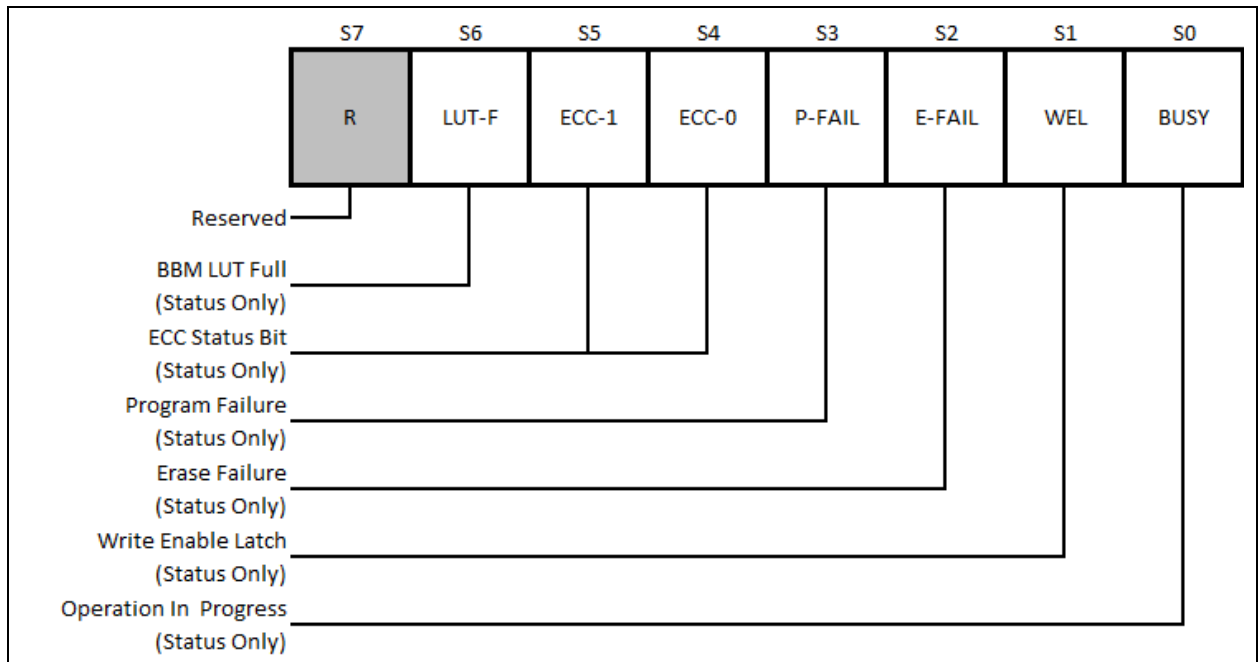 S7 S6 S5 S4 S3 S2 S1 S0
R LUT-F ECC-1 ECC-0 P-FAIL E-FAIL WEL BUSY
Reserved
BBM LUT Full
(Status Only)
ECC Status Bit
(Status Only)
Program Failure
(Status Only)
Erase Failure
(Status Only)
Write Enable Latch
(Status Only)
Operation In Progress
(Status Only)